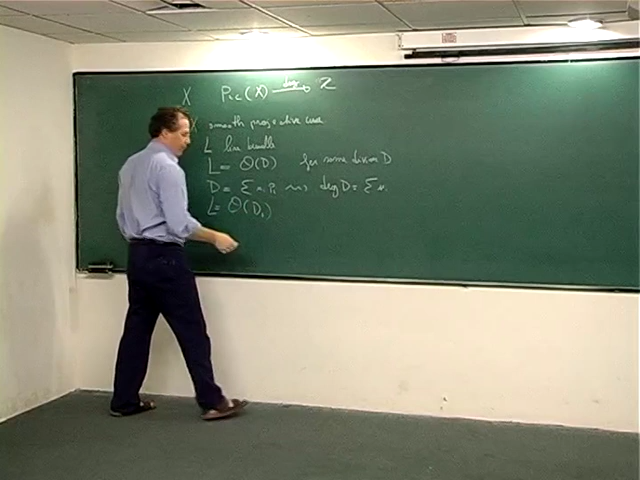 X Pic(X) deg→ Z
X smooth projective curve
L line bundle
L = O(D) for some divisor D
D = Σ nᵢ Pᵢ ⇝ deg D = Σ nᵢ
L = O(D₁)